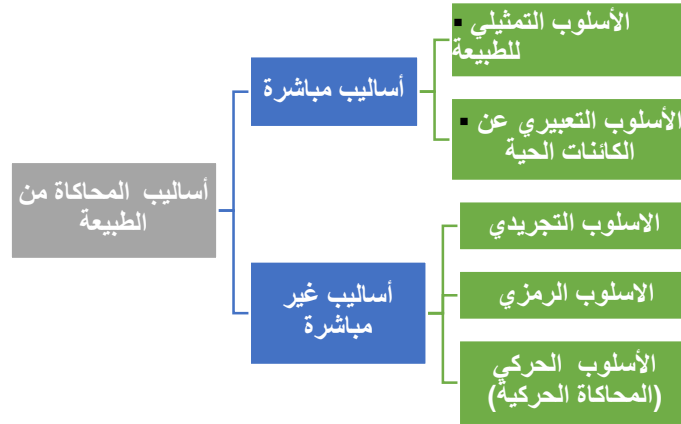 أساليب المحاكاة من
الطبيعة
أساليب مباشرة
▪ الأسلوب التمثيلي
للطبيعة
▪ الأسلوب التعبيري عن
الكائنات الحية
أساليب غير
مباشرة
الاسلوب التجريدي
الاسلوب الرمزي
الأسلوب الحركي
(المحاكاة الحركية)